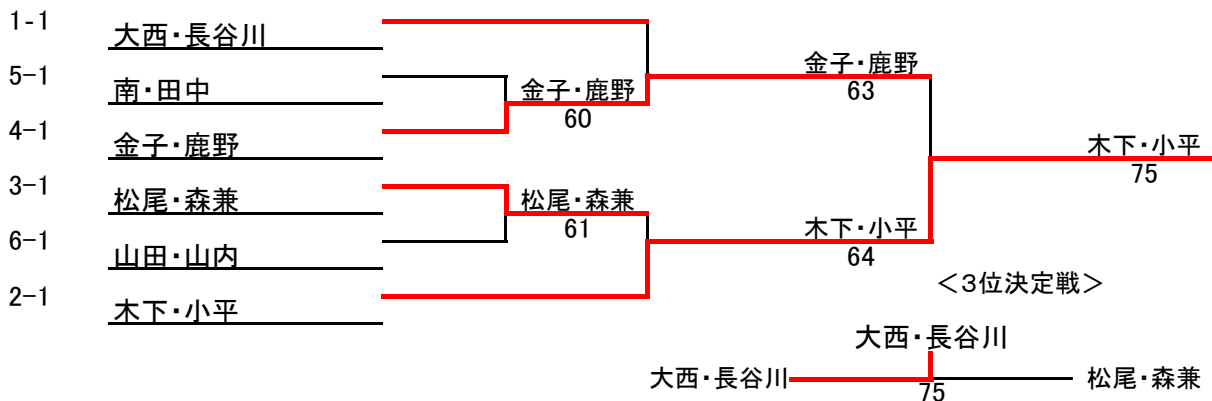 1-1
大西・長谷川
5-1
南・田中
金子・鹿野
60
金子・鹿野
63
4-1
金子・鹿野
木下・小平
75
3-1
松尾・森兼
松尾・森兼
61
6-1
山田・山内
木下・小平
64
2-1
木下・小平
＜３位決定戦＞
大西・長谷川
大西・長谷川
75
松尾・森兼